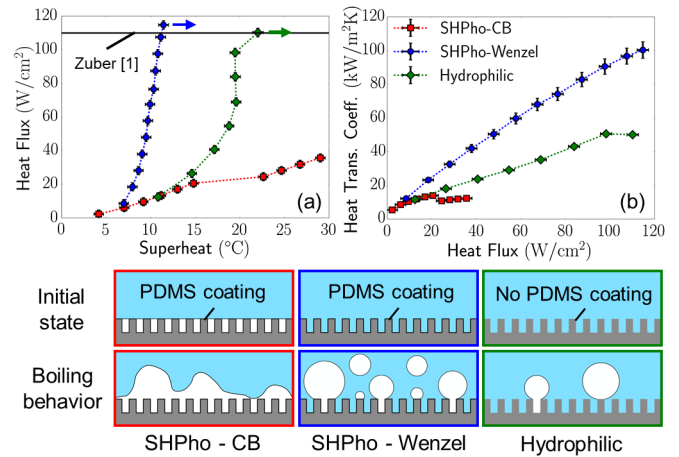 120
100
80
60
40
20
0
Heat Flux (W/cm²)
Zuber [1]
(a)
0 5 10 15 20 25 30
Superheat (°C)
120
100
80
60
40
20
0
Heat Trans. Coeff. (kW/m²K)
SHPho-CB
SHPho-Wenzel
Hydrophilic
(b)
0 20 40 60 80 100 120
Heat Flux (W/cm²)
Initial state
PDMS coating
PDMS coating
No PDMS coating
Boiling behavior
SHPho - CB
SHPho - Wenzel
Hydrophilic